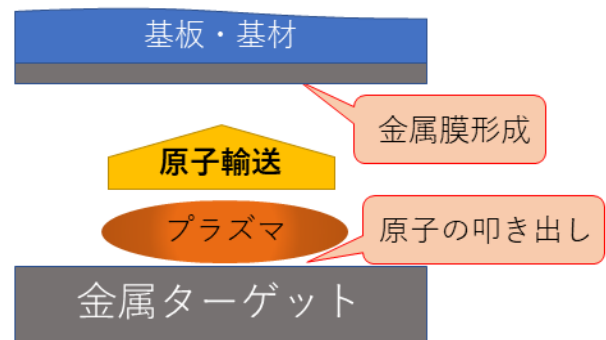 基板・基材
金属膜形成
原子輸送
プラズマ
原子の叩き出し
金属ターゲット